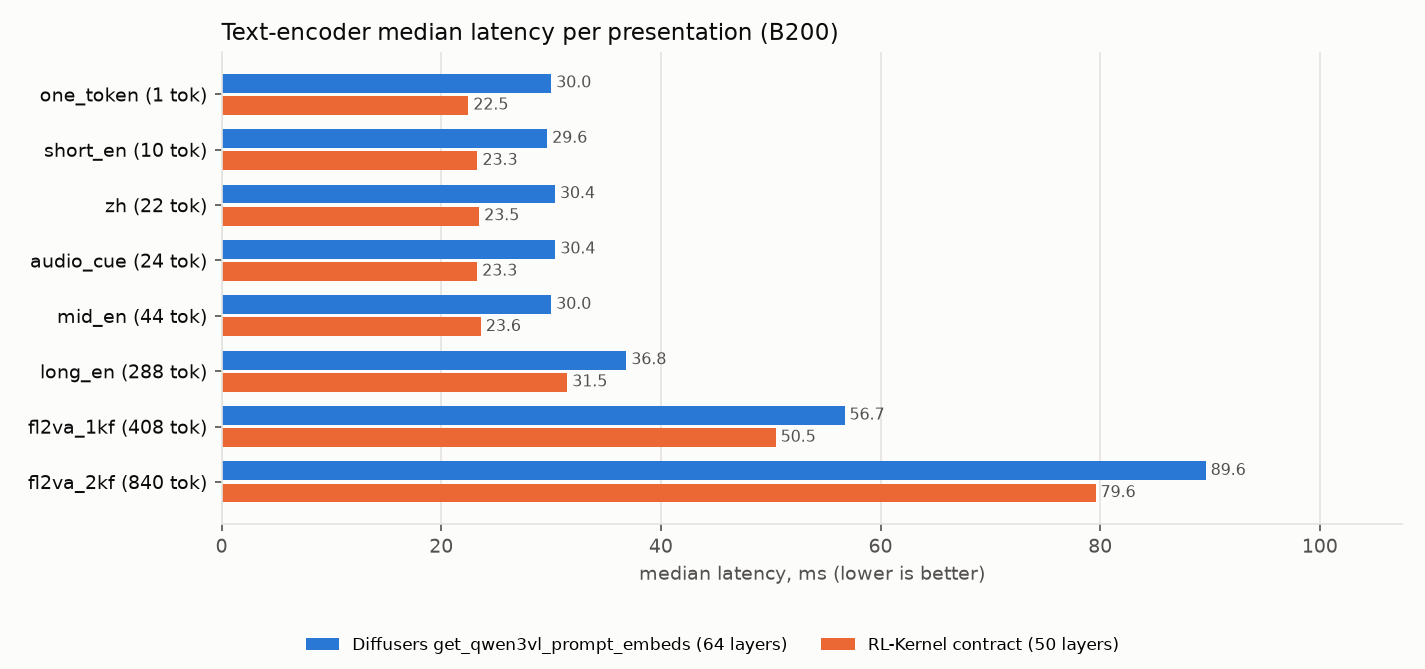 Text-encoder median latency per presentation (B200)
one_token (1 tok)
30.0
22.5
short_en (10 tok)
29.6
23.3
zh (22 tok)
30.4
23.5
audio_cue (24 tok)
30.4
23.3
mid_en (44 tok)
30.0
23.6
long_en (288 tok)
36.8
31.5
fl2va_1kf (408 tok)
56.7
50.5
fl2va_2kf (840 tok)
89.6
79.6
0 20 40 60 80 100
median latency, ms (lower is better)
Diffusers get_qwen3vl_prompt_embeds (64 layers) RL-Kernel contract (50 layers)